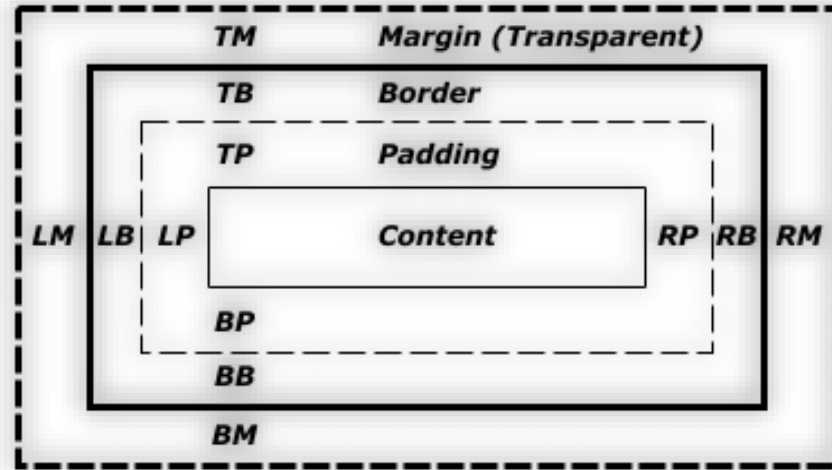 TM Margin (Transparent)
TB Border
TP Padding
LM LB LP Content RP RB RM
BP
BB
BM